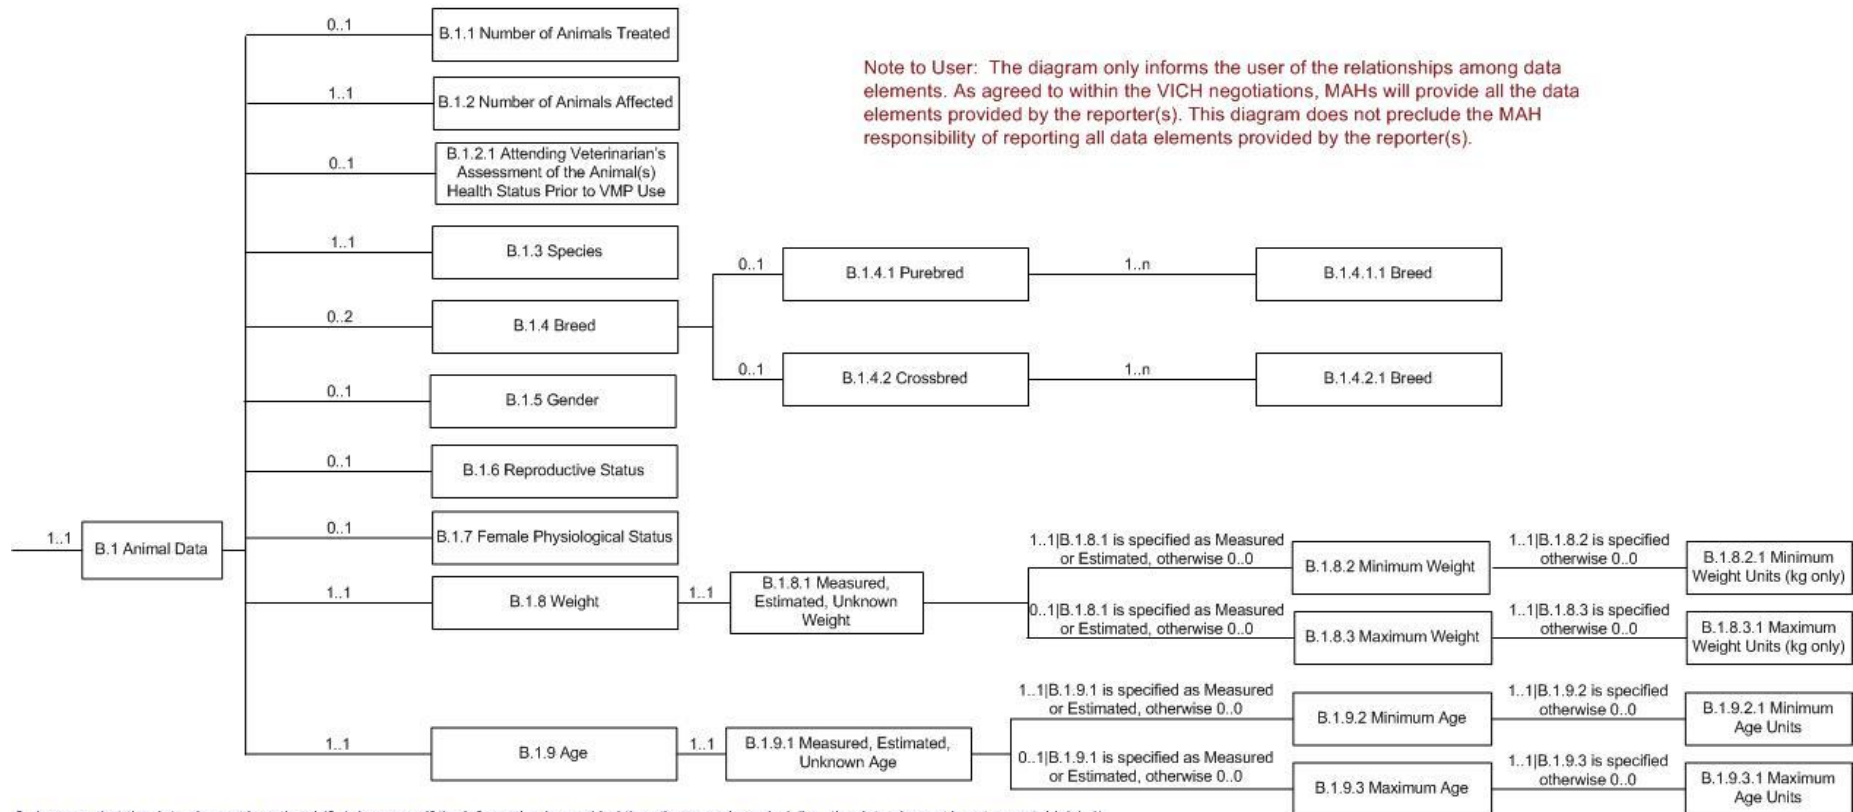 0..1
B.1.1 Number of Animals Treated
Note to User: The diagram only informs the user of the relationships among data
elements. As agreed to within the VICH negotiations, MAHs will provide all the data
elements provided by the reporter(s). This diagram does not preclude the MAH
responsibility of reporting all data elements provided by the reporter(s).
1..1
B.1.2 Number of Animals Affected
0..1
B.1.2.1 Attending Veterinarian's
Assessment of the Animal(s)
Health Status Prior to VMP Use
1..1
B.1.3 Species
0..2
B.1.4 Breed
0..1
B.1.4.1 Purebred
1..n
B.1.4.1.1 Breed
0..1
B.1.4.2 Crossbred
1..n
B.1.4.2.1 Breed
0..1
B.1.5 Gender
0..1
B.1.6 Reproductive Status
1..1
B.1 Animal Data
0..1
B.1.7 Female Physiological Status
1..1
B.1.8 Weight
1..1
B.1.8.1 Measured,
Estimated, Unknown
Weight
1..1|B.1.8.1 is specified as Measured
or Estimated, otherwise 0..0
B.1.8.2 Minimum Weight
1..1|B.1.8.2 is specified
otherwise 0..0
B.1.8.2.1 Minimum
Weight Units (kg only)
0..1|B.1.8.1 is specified as Measured
or Estimated, otherwise 0..0
B.1.8.3 Maximum Weight
1..1|B.1.8.3 is specified
otherwise 0..0
B.1.8.3.1 Maximum
Weight Units (kg only)
1..1
B.1.9 Age
1..1
B.1.9.1 Measured, Estimated,
Unknown Age
1..1|B.1.9.1 is specified as Measured
or Estimated, otherwise 0..0
B.1.9.2 Minimum Age
1..1|B.1.9.2 is specified
otherwise 0..0
B.1.9.2.1 Minimum
Age Units
0..1|B.1.9.1 is specified as Measured
or Estimated, otherwise 0..0
B.1.9.3 Maximum Age
1..1|B.1.9.3 is specified
otherwise 0..0
B.1.9.3.1 Maximum
Age Units